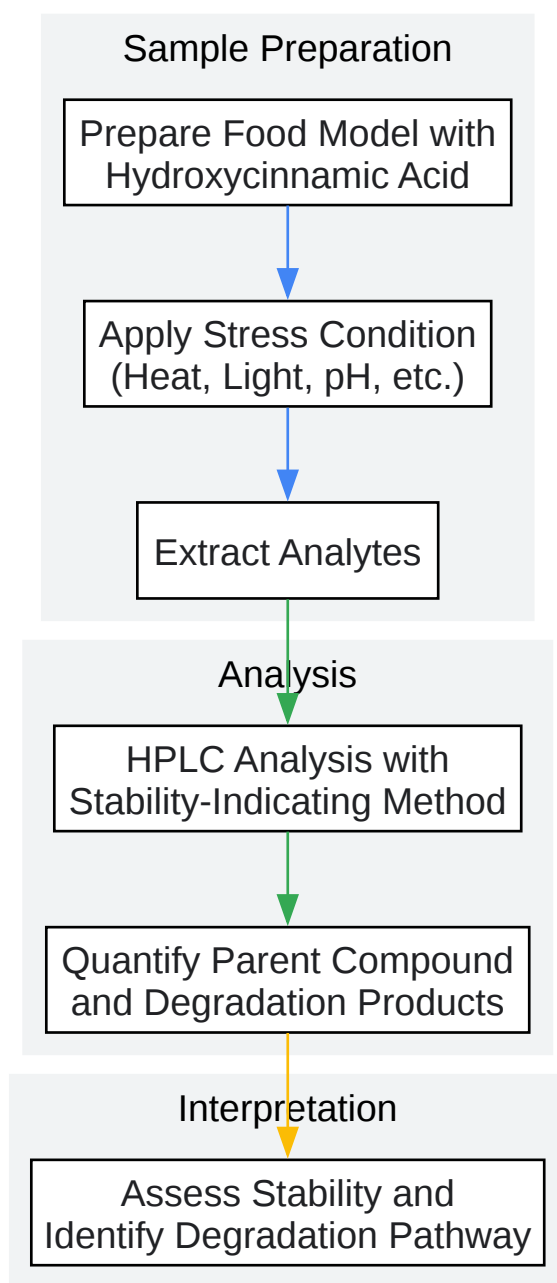 Sample Preparation
Prepare Food Model with
Hydroxycinnamic Acid
Apply Stress Condition
(Heat, Light, pH, etc.)
Extract Analytes
Analysis
HPLC Analysis with
Stability-Indicating Method
Quantify Parent Compound
and Degradation Products
Interpretation
Assess Stability and
Identify Degradation Pathway